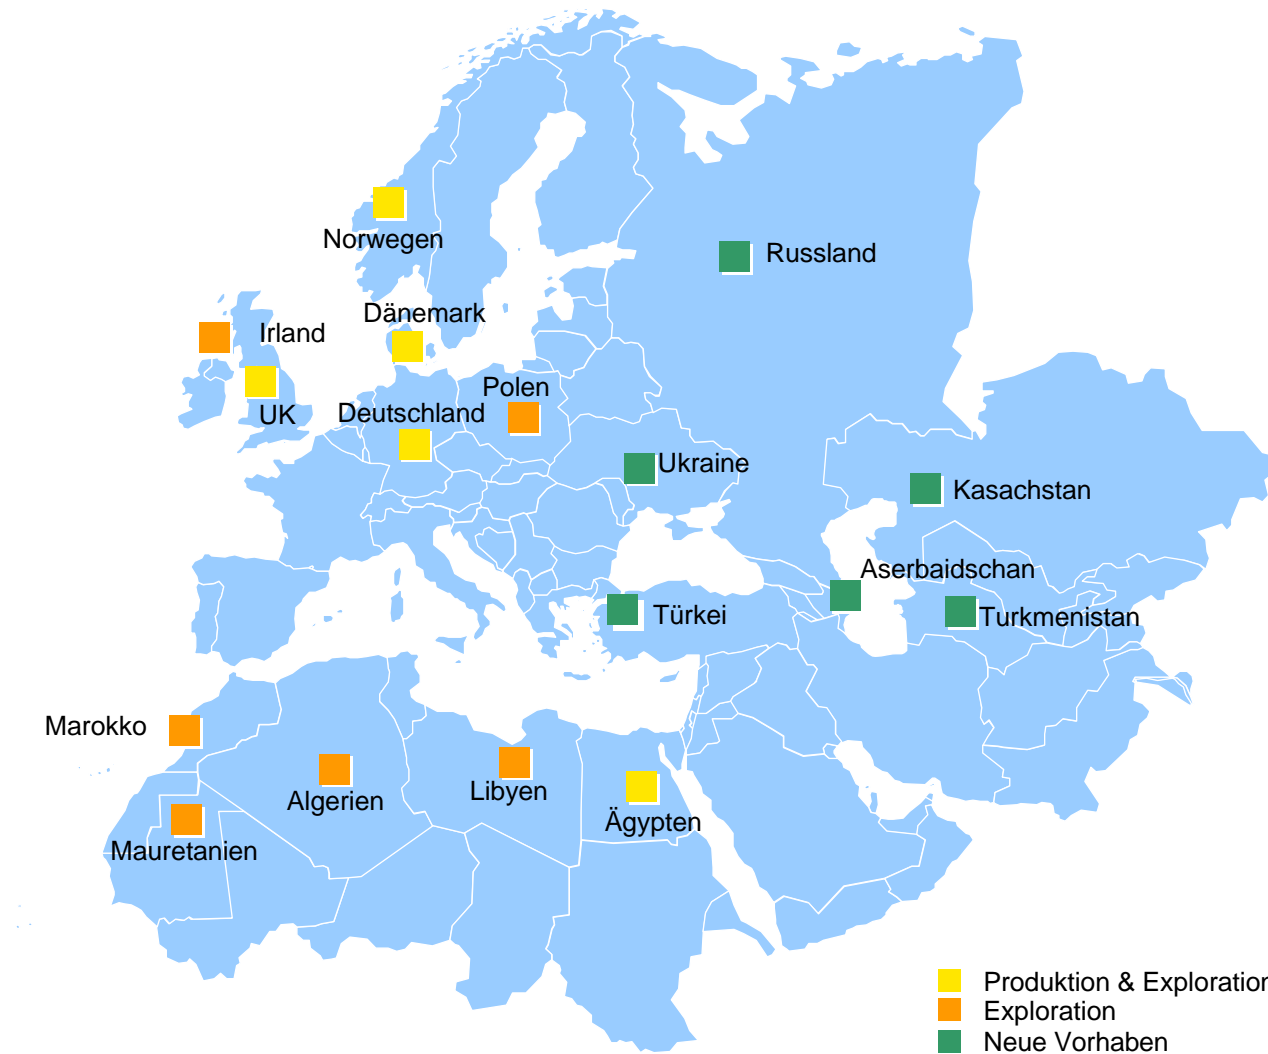 Norwegen
Russland
Dänemark
Irland
Polen
UK
Deutschland
Ukraine
Kasachstan
Aserbaidschan
Türkei
Turkmenistan
Marokko
Algerien
Libyen
Ägypten
Mauretanien
Produktion & Exploration
Exploration
Neue Vorhaben